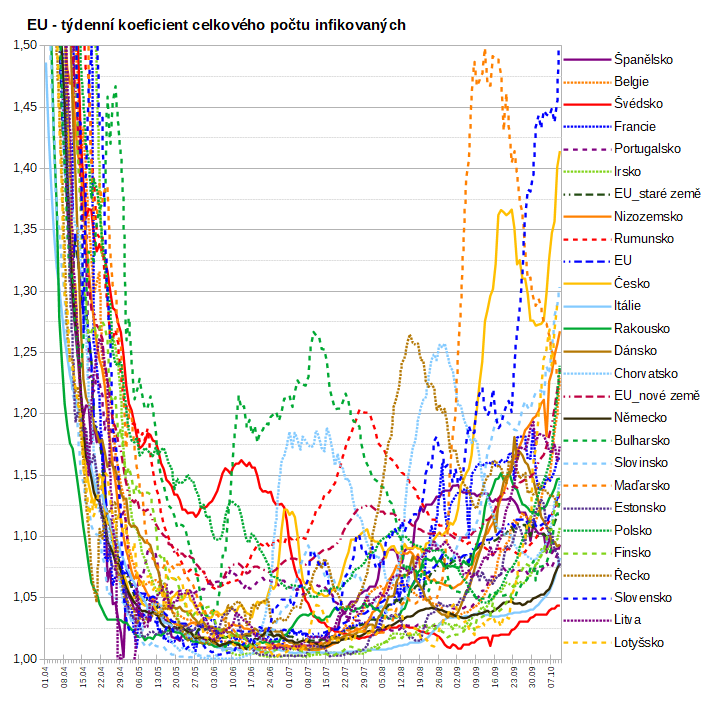 EU - týdenní koeficient celkového počtu infikovaných
1,50
1,45
1,40
1,35
1,30
1,25
1,20
1,15
1,10
1,05
1,00
01.04
08.04
15.04
22.04
29.04
06.05
13.05
20.05
27.05
03.06
10.06
17.06
24.06
01.07
08.07
15.07
22.07
29.07
05.08
12.08
19.08
26.08
02.09
09.09
16.09
23.09
30.09
07.10
Španělsko
Belgie
Švédsko
Francie
Portugalsko
Irsko
EU_staré země
Nizozemsko
Rumunsko
EU
Česko
Itálie
Rakousko
Dánsko
Chorvatsko
EU_nové země
Německo
Bulharsko
Slovinsko
Maďarsko
Estonsko
Polsko
Finsko
Řecko
Slovensko
Litva
Lotyšsko